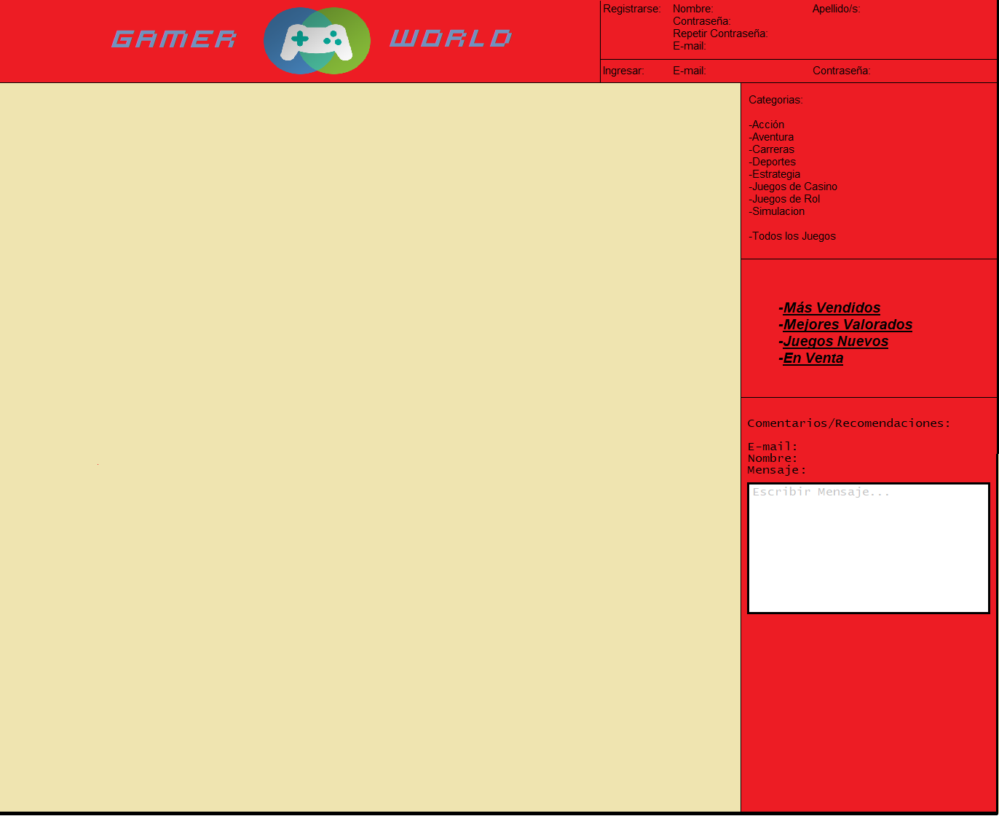 GAMER WORLD
Registrarse: Nombre: Apellido/s:
Contraseña:
Repetir Contraseña:
E-mail:
Ingresar: E-mail: Contraseña:
Categorias:
-Acción
-Aventura
-Carreras
-Deportes
-Estrategia
-Juegos de Casino
-Juegos de Rol
-Simulacion
-Todos los Juegos
-Más Vendidos
-Mejores Valorados
-Juegos Nuevos
-En Venta
Comentarios/Recomendaciones:
E-mail:
Nombre:
Mensaje:
Escribir Mensaje...